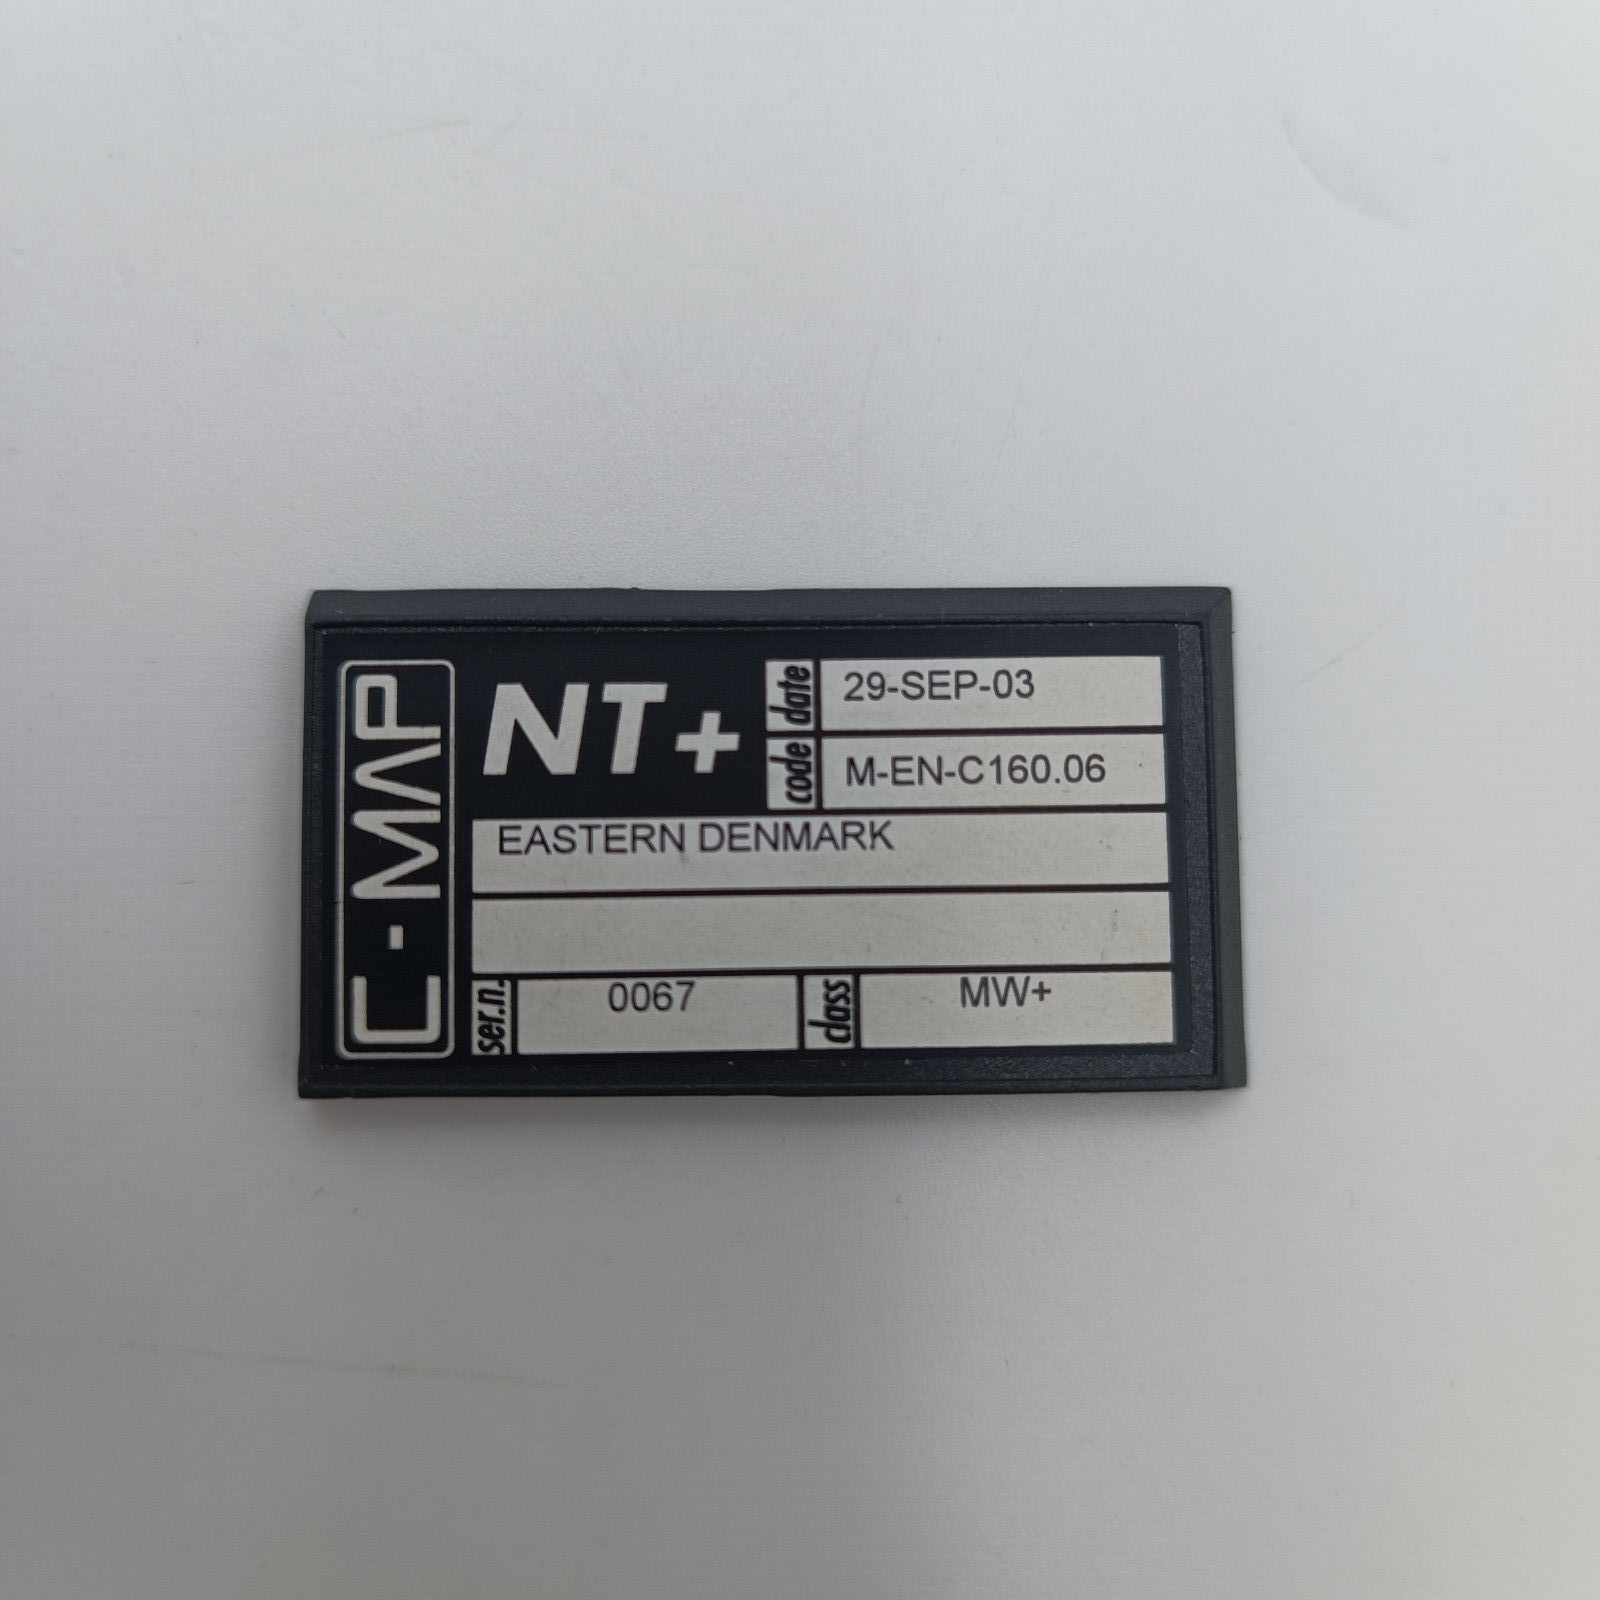 C-MAP
NT+
date 29-SEP-03
code M-EN-C160.06
EASTERN DENMARK
ser.n. 0067 class MW+